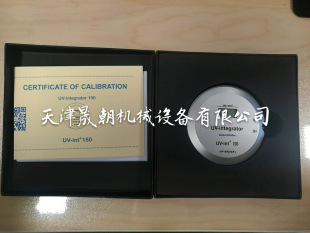 CERTIFICATE OF CALIBRATION
UV-Integrator 150
UV-int® 150
天津晟朝机械设备有限公司
UV-Integrator
UV-int® 150